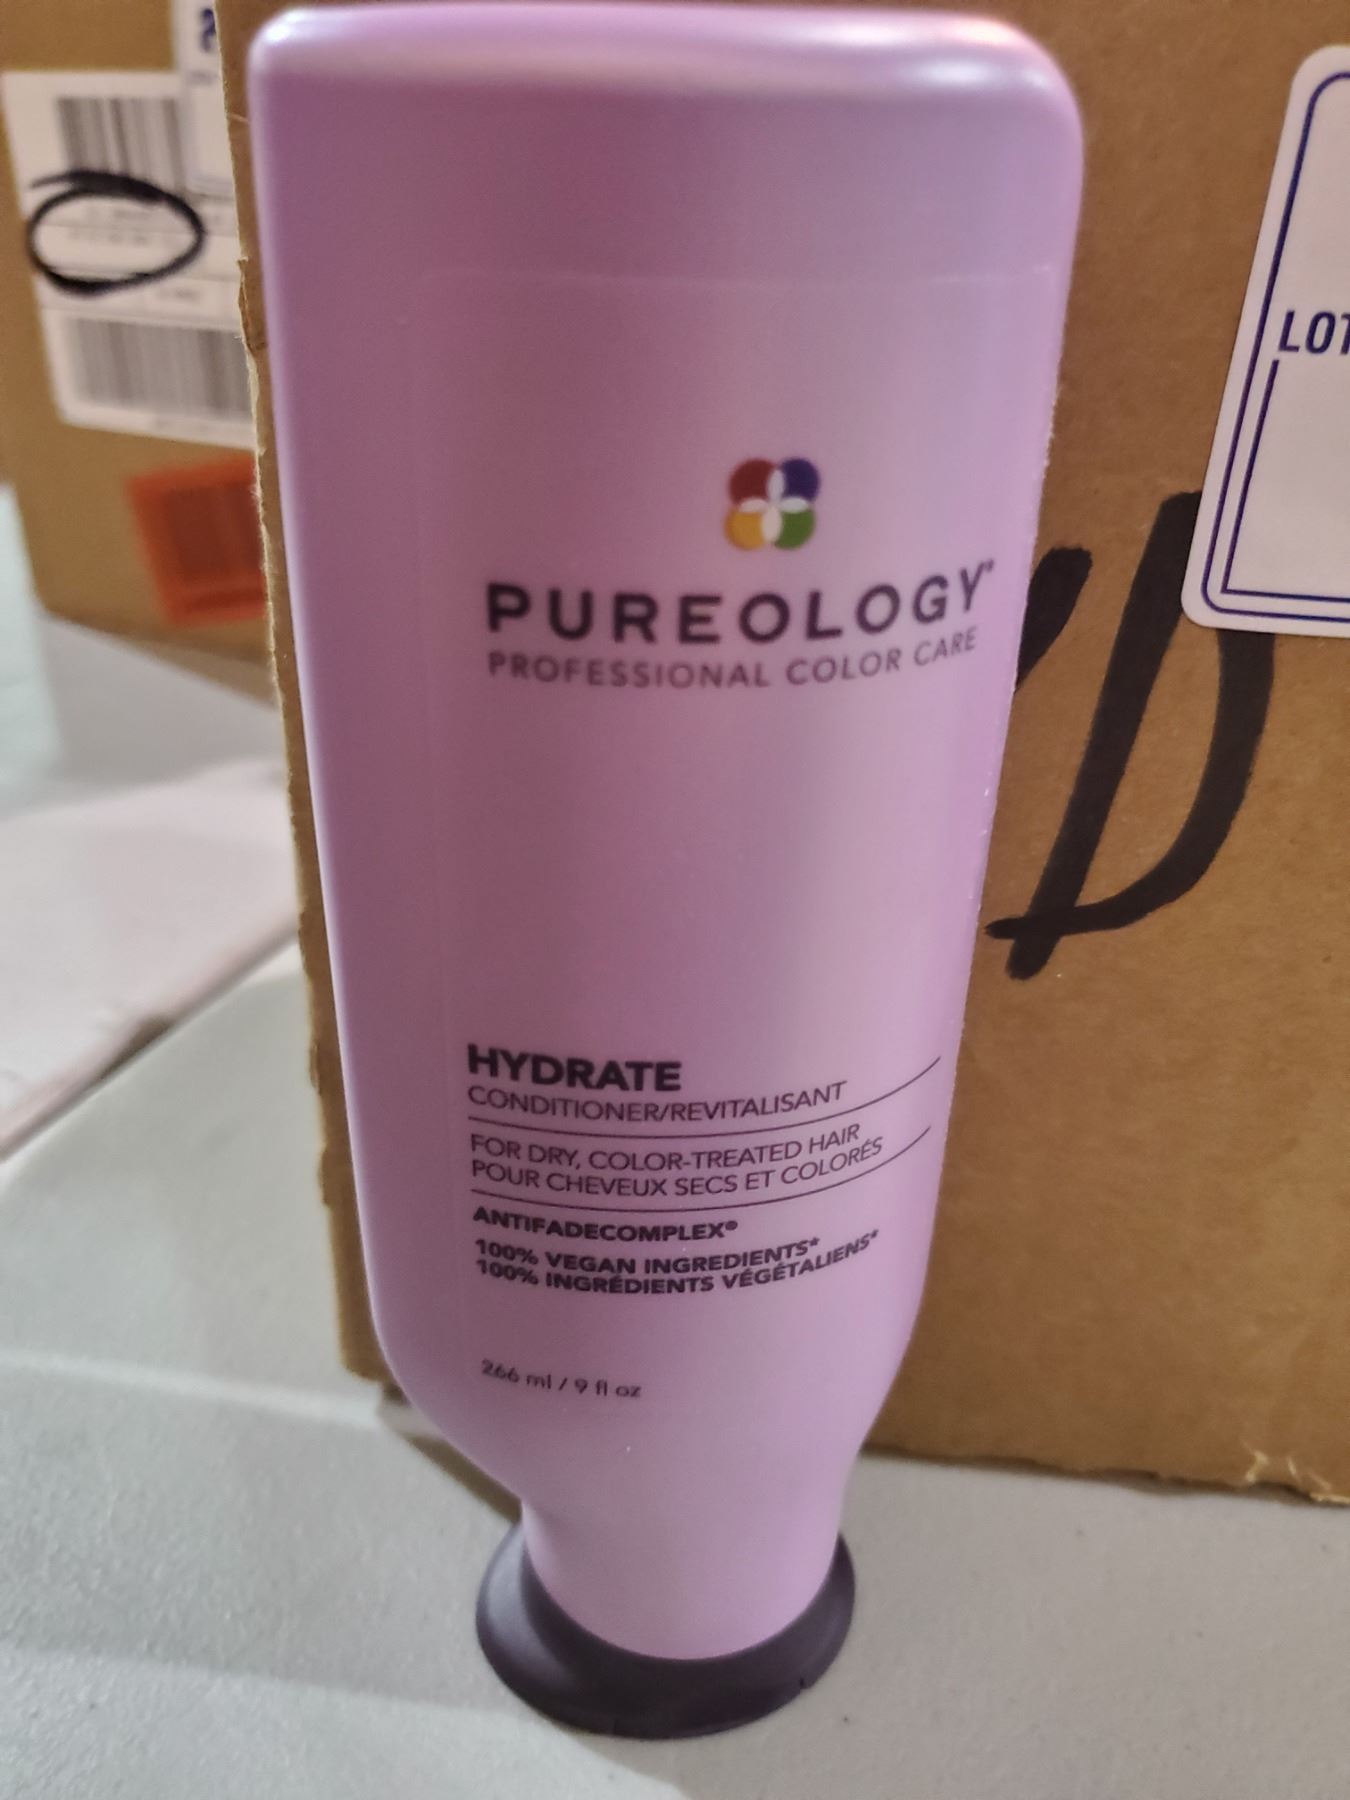 PUREOLOGY®
PROFESSIONAL COLOR CARE
HYDRATE
CONDITIONER/REVITALISANT
FOR DRY, COLOR-TREATED HAIR
POUR CHEVEUX SECS ET COLORÉS
ANTIFADECOMPLEX®
100% VEGAN INGREDIENTS*
100% INGRÉDIENTS VÉGÉTALIENS*
266 ml / 9 fl oz
LOT
D